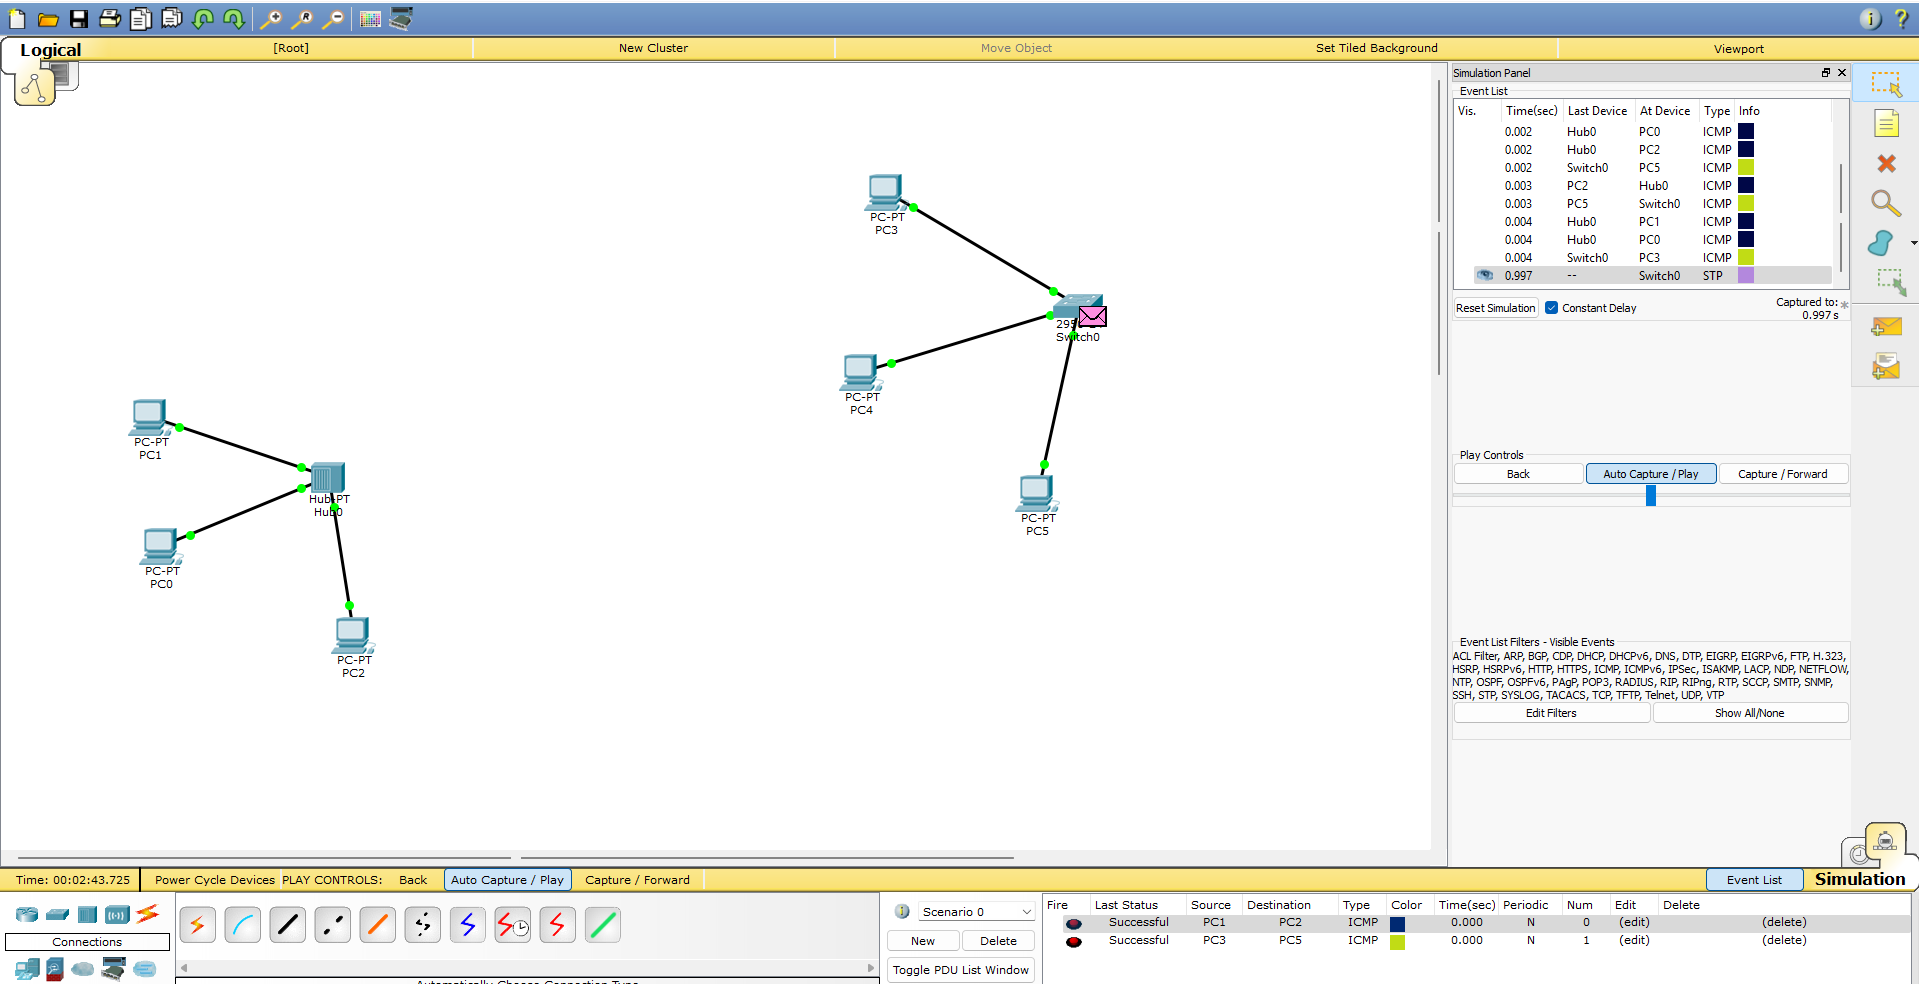 Logical
[Root]
New Cluster
Move Object
Set Tiled Background
Viewport
Simulation Panel
Event List
Vis. Time(sec) Last Device At Device Type Info
0.002 Hub0 PC0 ICMP
0.002 Hub0 PC2 ICMP
0.002 Switch0 PC5 ICMP
0.003 PC2 Hub0 ICMP
0.003 PC5 Switch0 ICMP
0.004 Hub0 PC1 ICMP
0.004 Hub0 PC0 ICMP
0.004 Switch0 PC3 ICMP
0.997 -- Switch0 STP
Reset Simulation Constant Delay Captured to: *
0.997 s
PC-PT
PC3
Switch0
PC-PT
PC4
PC-PT
PC1
Hub-PT
Hub0
PC-PT
PC5
PC-PT
PC0
PC-PT
PC2
Play Controls
Back Auto Capture / Play Capture / Forward
Event List Filters - Visible Events
ACL Filter, ARP, BGP, CDP, DHCP, DHCPv6, DNS, DTP, EIGRP, EIGRPv6, FTP, H.323,
HSRP, HSRPv6, HTTP, HTTPS, ICMP, ICMPv6, IPSec, ISAKMP, LACP, NDP, NETFLOW,
NTP, OSPF, OSPFv6, PAgP, POP3, RADIUS, RIP, RIPng, RTP, SCCP, SMTP, SNMP,
SSH, STP, SYSLOG, TACACS, TCP, TFTP, Telnet, UDP, VTP
Edit Filters Show All/None
Time: 00:02:43.725 Power Cycle Devices PLAY CONTROLS: Back Auto Capture / Play Capture / Forward Event List Simulation
Connections
Automatically Choose Connection Type
Scenario 0
New Delete
Toggle PDU List Window
Fire Last Status Source Destination Type Color Time(sec) Periodic Num Edit Delete
Successful PC1 PC2 ICMP 0.000 N 0 (edit) (delete)
Successful PC3 PC5 ICMP 0.000 N 1 (edit) (delete)